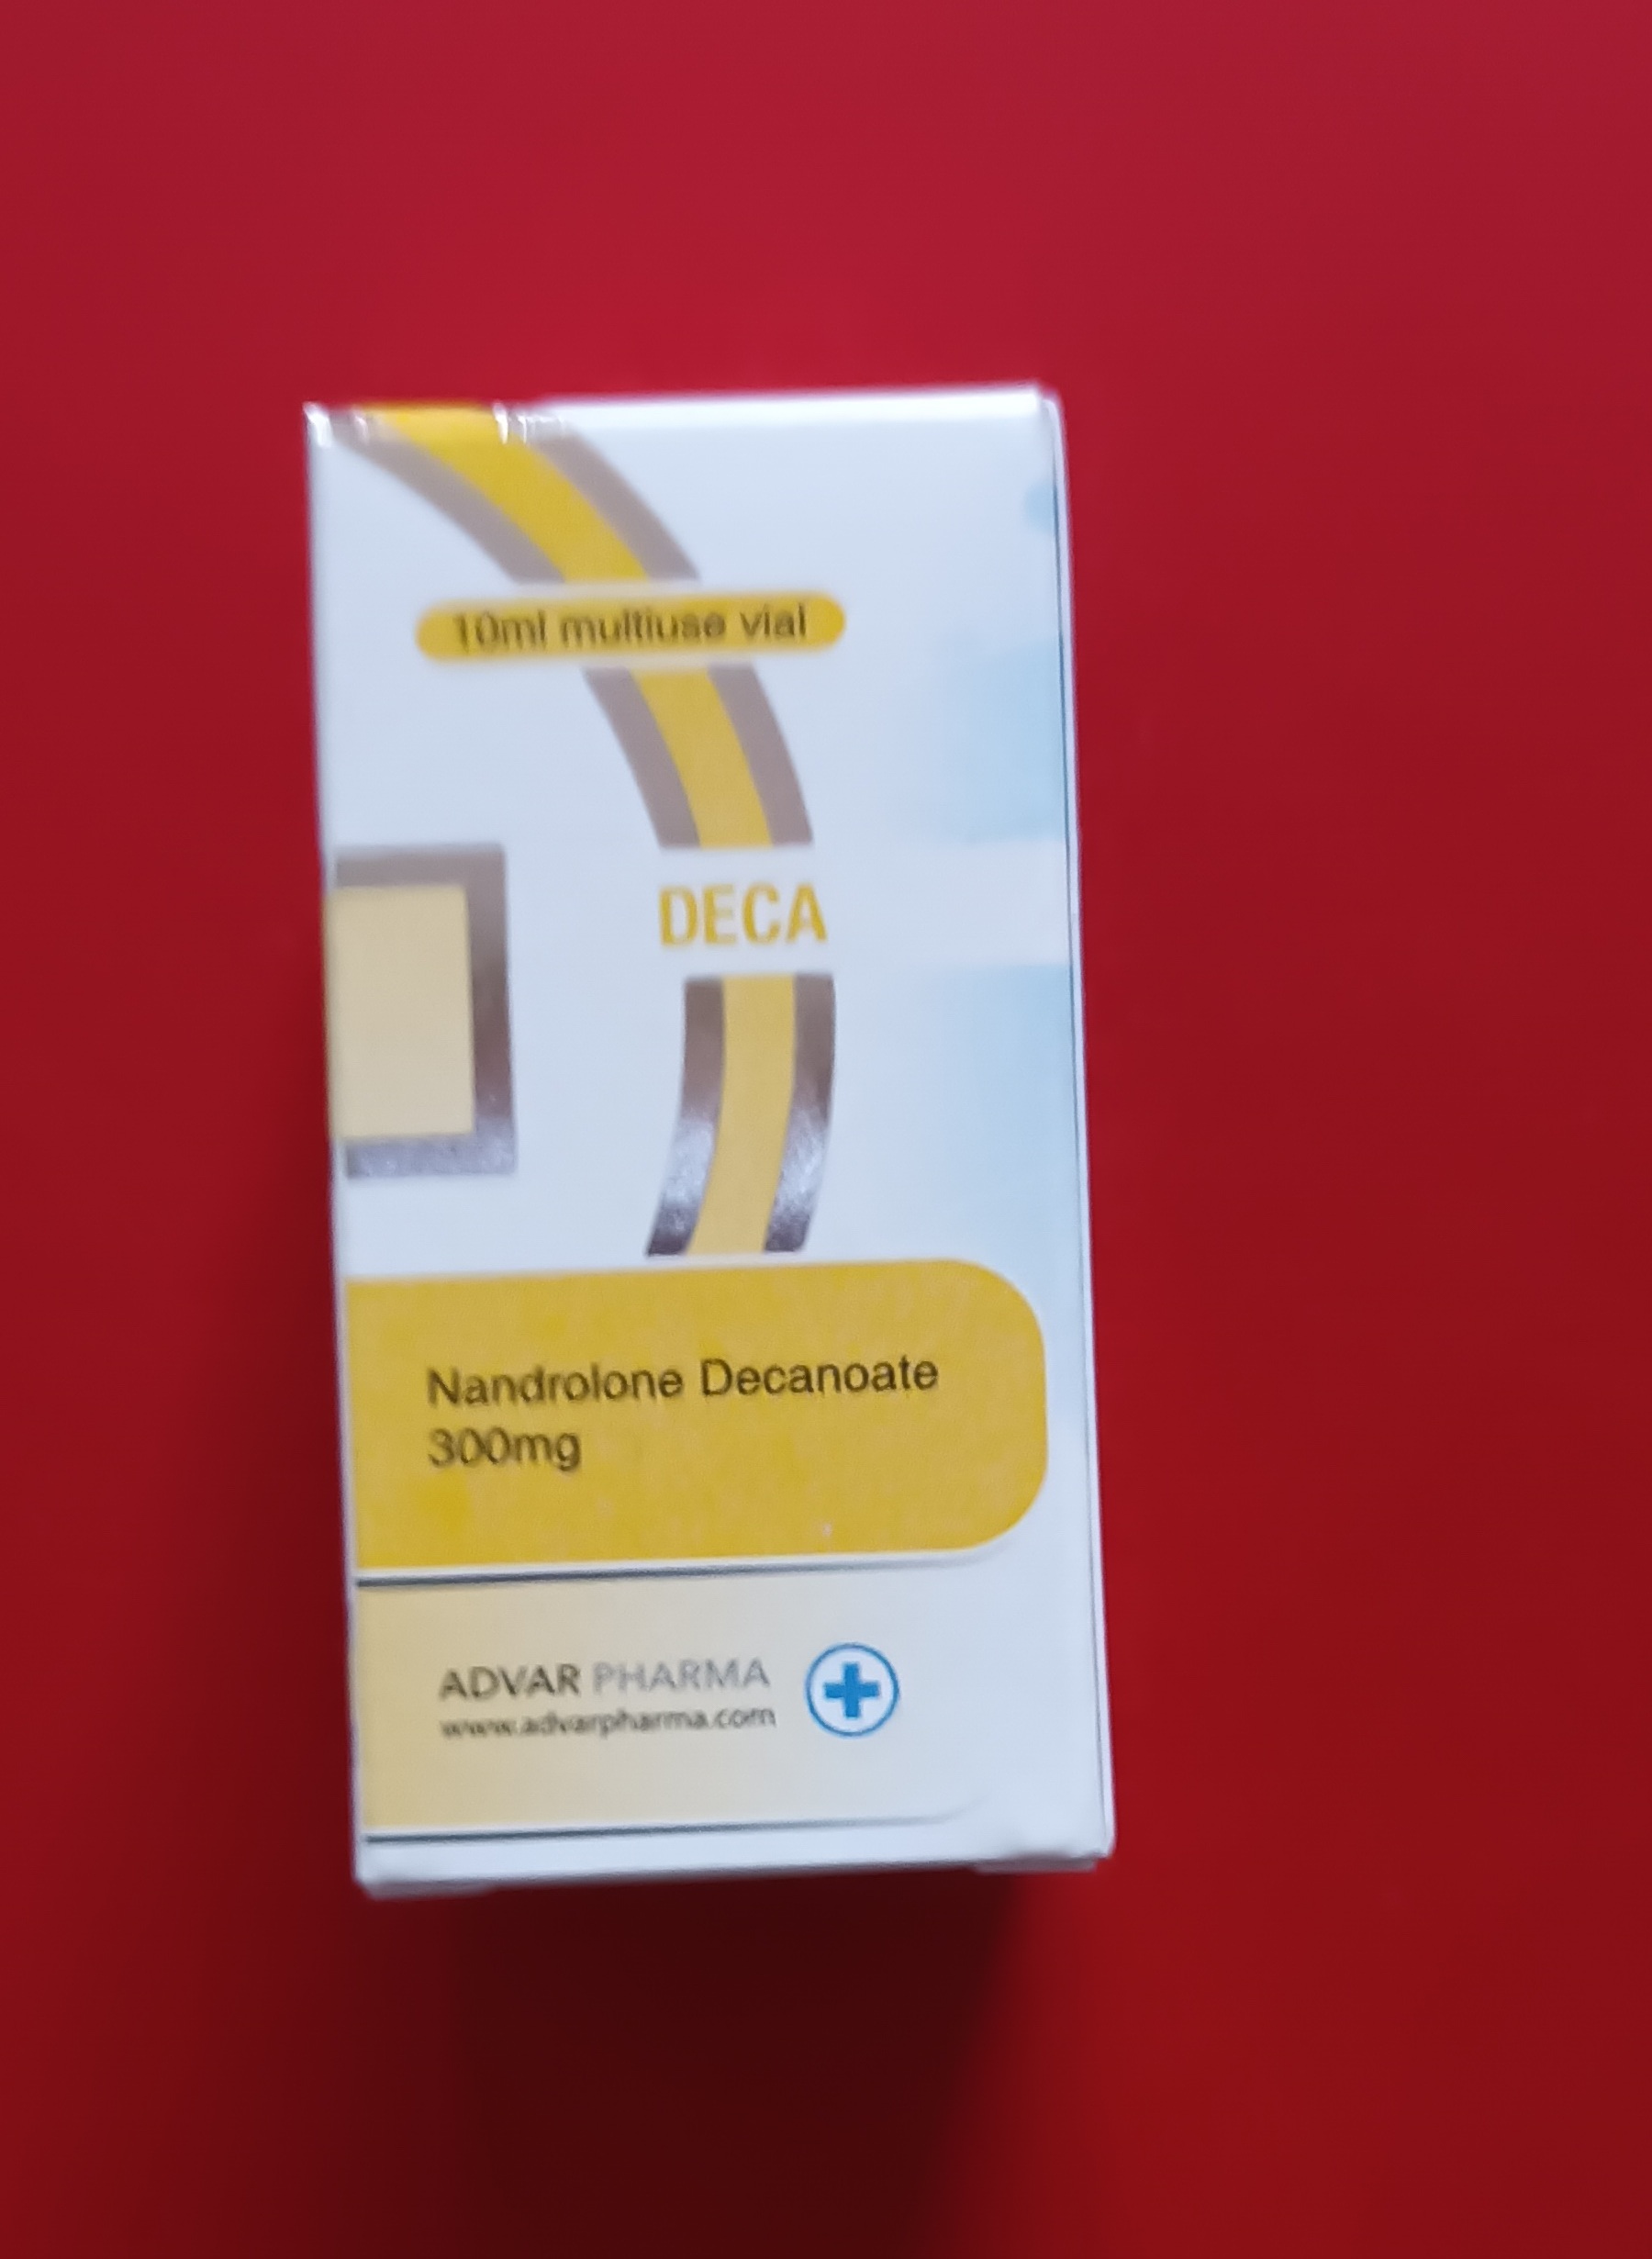 10ml multiuse vial
DECA
Nandrolone Decanoate
300mg
ADVAR PHARMA
www.advarpharma.com